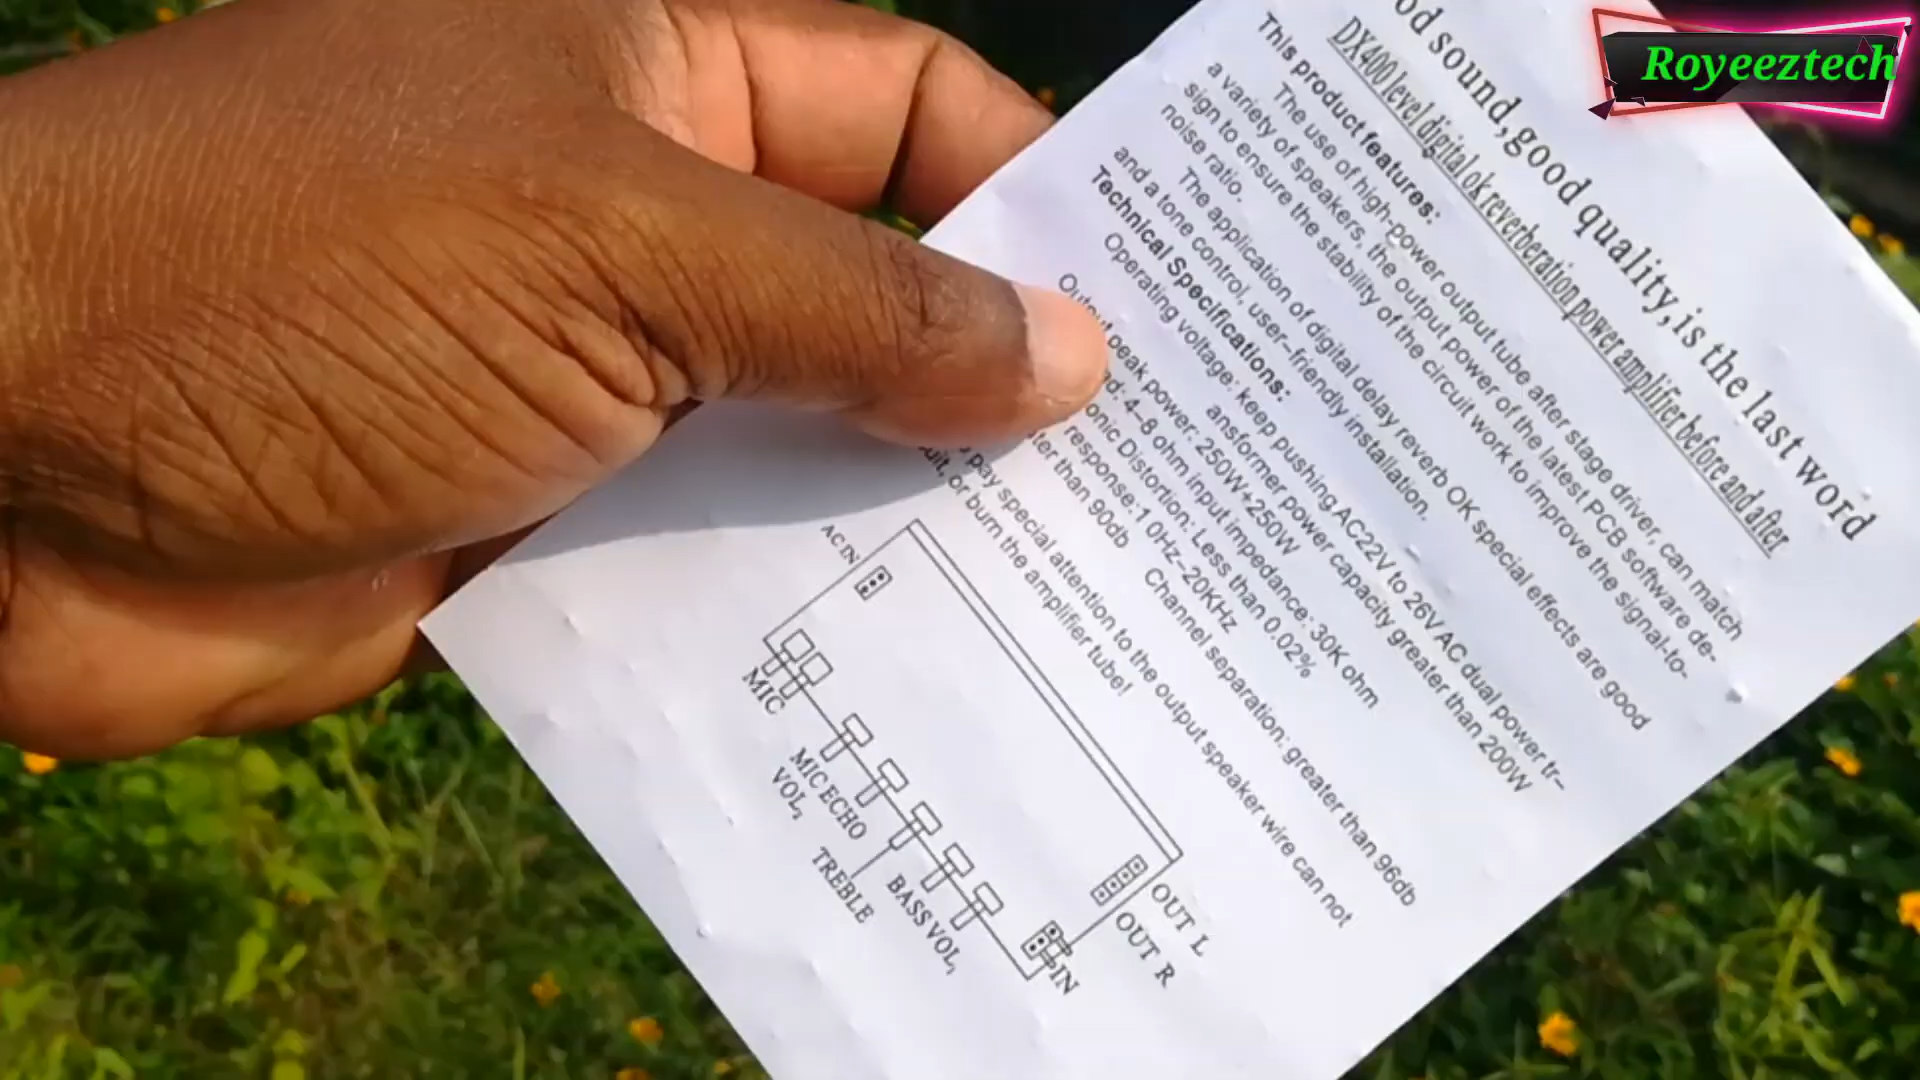 Royeeztech
sound, good quality, is the last word
DX400 level digital ok reverberation power amplifier before and after
This product features:
The use of high-power output tube after stage driver, can match
a variety of speakers, the output power of the latest PCB software de-
sign to ensure the stability of the circuit work to improve the signal-to-
noise ratio.
The application of digital delay reverb OK special effects are good
and a tone control, user-friendly installation.
Technical Specifications:
Operating voltage: keep pushing AC22V to 26V AC dual power tr-
ansformer power capacity greater than 200W
peak power: 250W+250W
4-8 ohm input impedance: 30K ohm
Distortion: Less than 0.02%
response:10Hz-20KHz
than 90db Channel separation: greater than 96db
pay special attention to the output speaker wire can not
or burn the amplifier tube!
AC IN
MIC
MIC ECHO
VOL,
TREBLE
BASS VOL,
IN
OUT R
OUT L